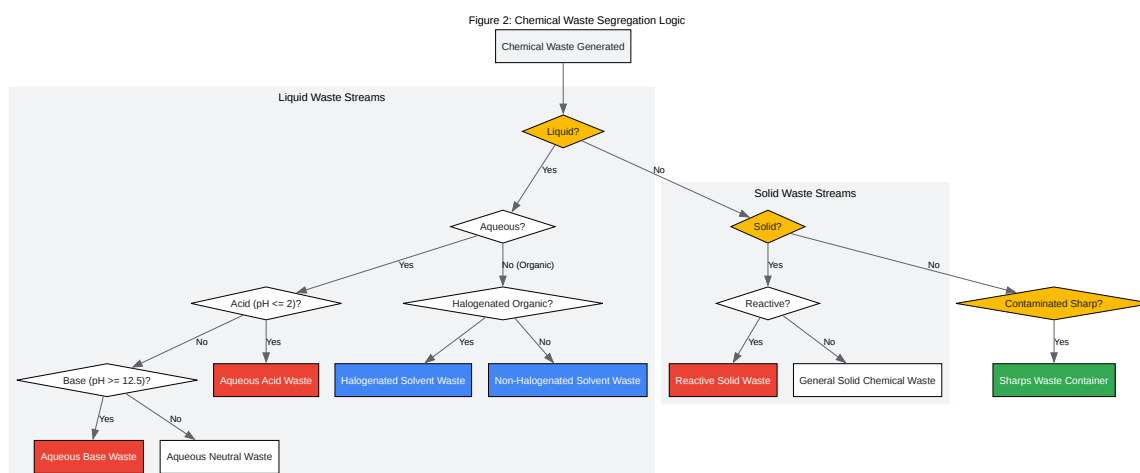 Figure 2: Chemical Waste Segregation Logic
Chemical Waste Generated
Liquid Waste Streams
Liquid?
Yes
No
Solid Waste Streams
Aqueous?
Solid?
Yes
No (Organic)
Yes
No
Acid (pH <= 2)?
Halogenated Organic?
Reactive?
Contaminated Sharp?
No
Yes
Yes
No
Yes
No
Yes
Base (pH >= 12.5)?
Aqueous Acid Waste
Halogenated Solvent Waste
Non-Halogenated Solvent Waste
Reactive Solid Waste
General Solid Chemical Waste
Sharps Waste Container
Yes
No
Aqueous Base Waste
Aqueous Neutral Waste